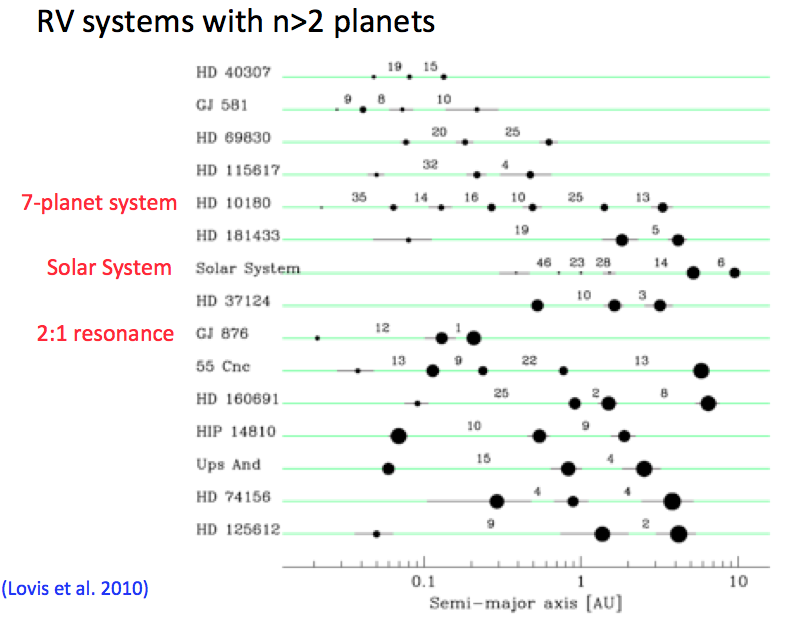 RV systems with n>2 planets
HD 40307 19 15
GJ 581 9 8 10
HD 69830 20 25
HD 115617 32 4
7-planet system HD 10180 35 14 16 10 25 13
HD 181433 19 5
Solar System Solar System 46 23 28 14 6
HD 37124 10 3
2:1 resonance GJ 876 12 1
55 Cnc 13 9 22 13
HD 160691 25 2 8
HIP 14810 10 9
Ups And 15 4
HD 74156 4 4
HD 125612 9 2
0.1 1 10
Semi-major axis [AU]
(Lovis et al. 2010)